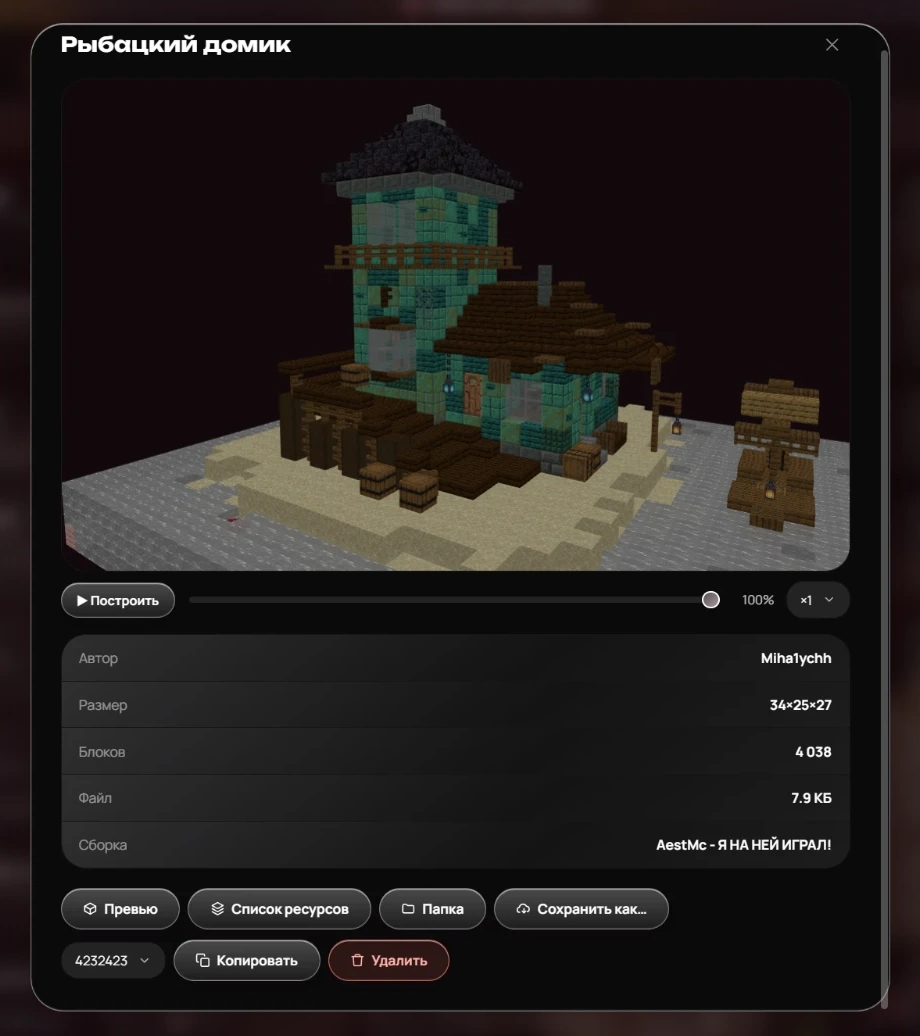 Рыбацкий домик
Построить
100%
×1
Автор
Miha1ychh
Размер
34×25×27
Блоков
4 038
Файл
7.9 КБ
Сборка
AestMc - Я НА НЕЙ ИГРАЛ!
Превью
Список ресурсов
Папка
Сохранить как...
4232423
Копировать
Удалить